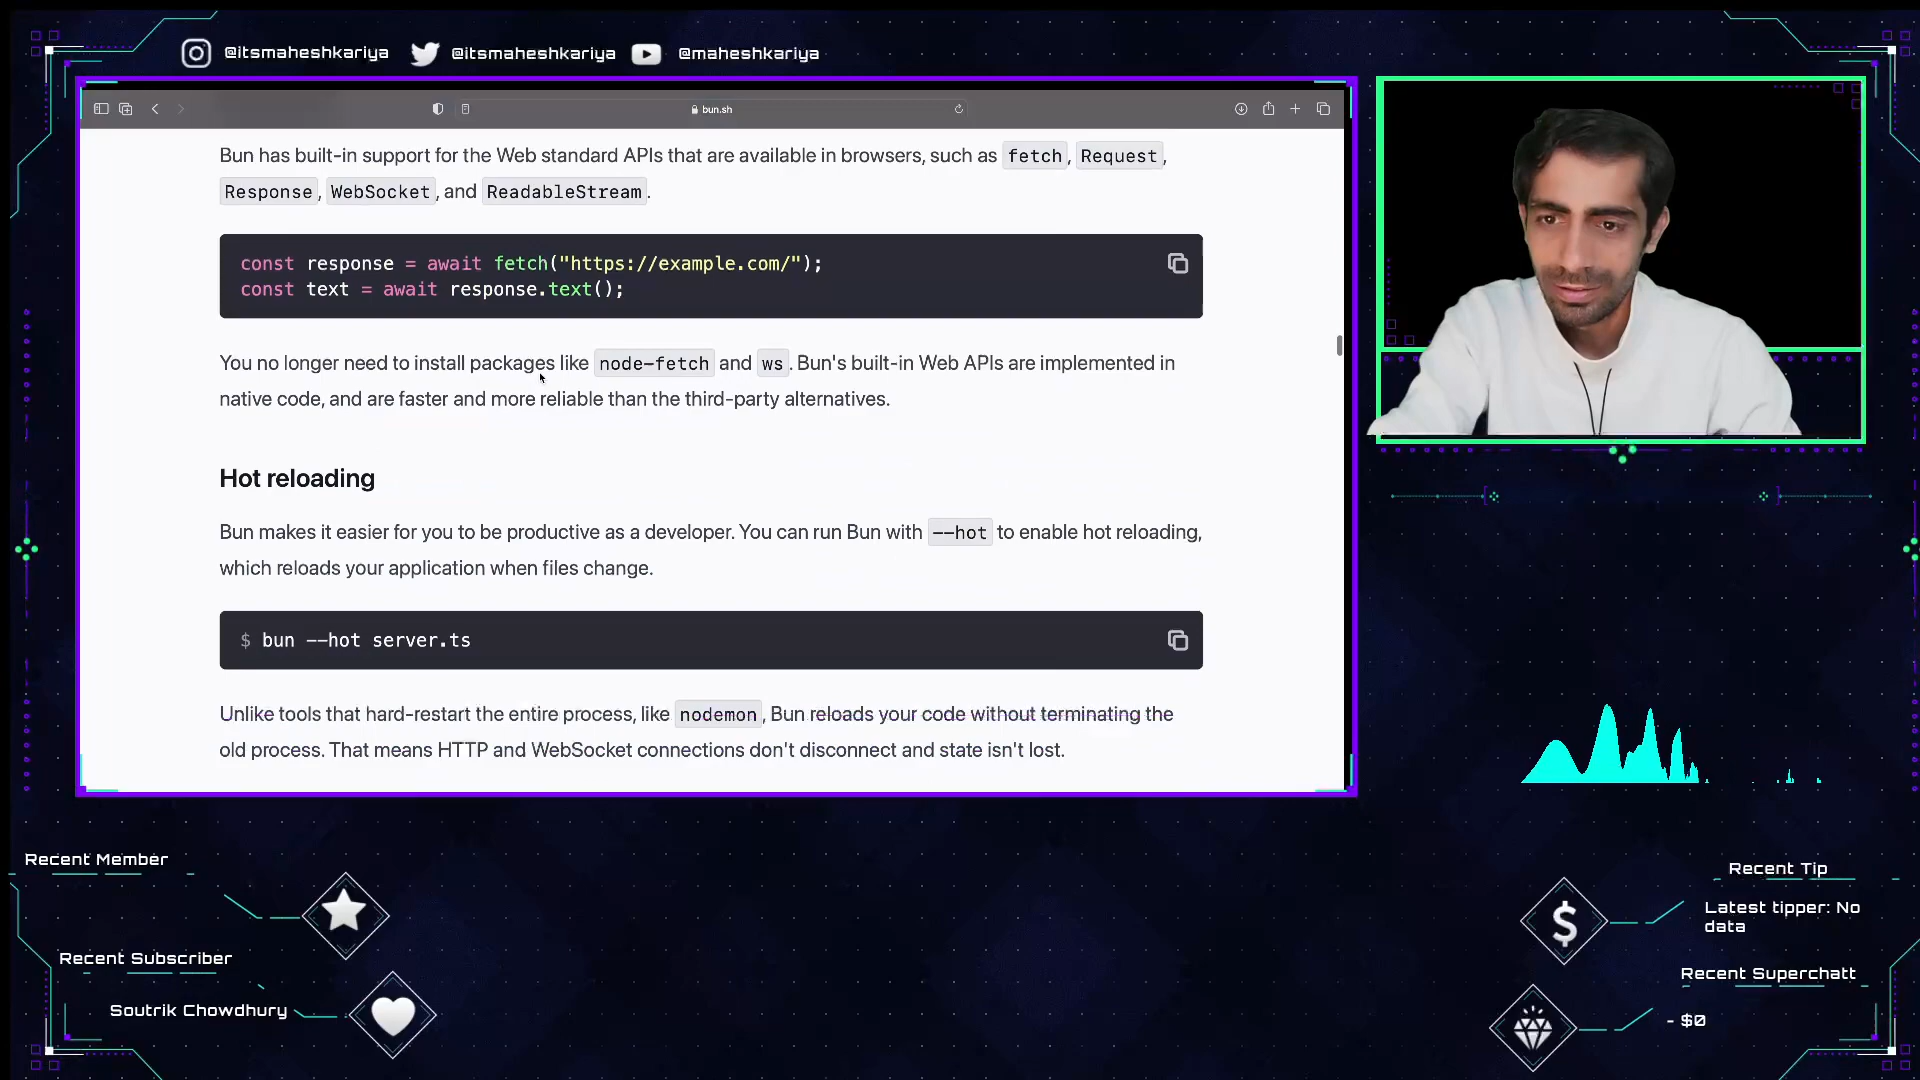 @itsmaheshkariya @itsmaheshkariya @maheshkariya
bun.sh
Bun has built-in support for the Web standard APIs that are available in browsers, such as fetch, Request,
Response, WebSocket, and ReadableStream.
const response = await fetch("https://example.com/");
const text = await response.text();
You no longer need to install packages like node-fetch and ws. Bun's built-in Web APIs are implemented in
native code, and are faster and more reliable than the third-party alternatives.
Hot reloading
Bun makes it easier for you to be productive as a developer. You can run Bun with --hot to enable hot reloading,
which reloads your application when files change.
$ bun --hot server.ts
Unlike tools that hard-restart the entire process, like nodemon, Bun reloads your code without terminating the
old process. That means HTTP and WebSocket connections don't disconnect and state isn't lost.
Recent Member
Recent Subscriber
Soutrik Chowdhury
Recent Tip
Latest tipper: No
data
Recent Superchatt
- $0